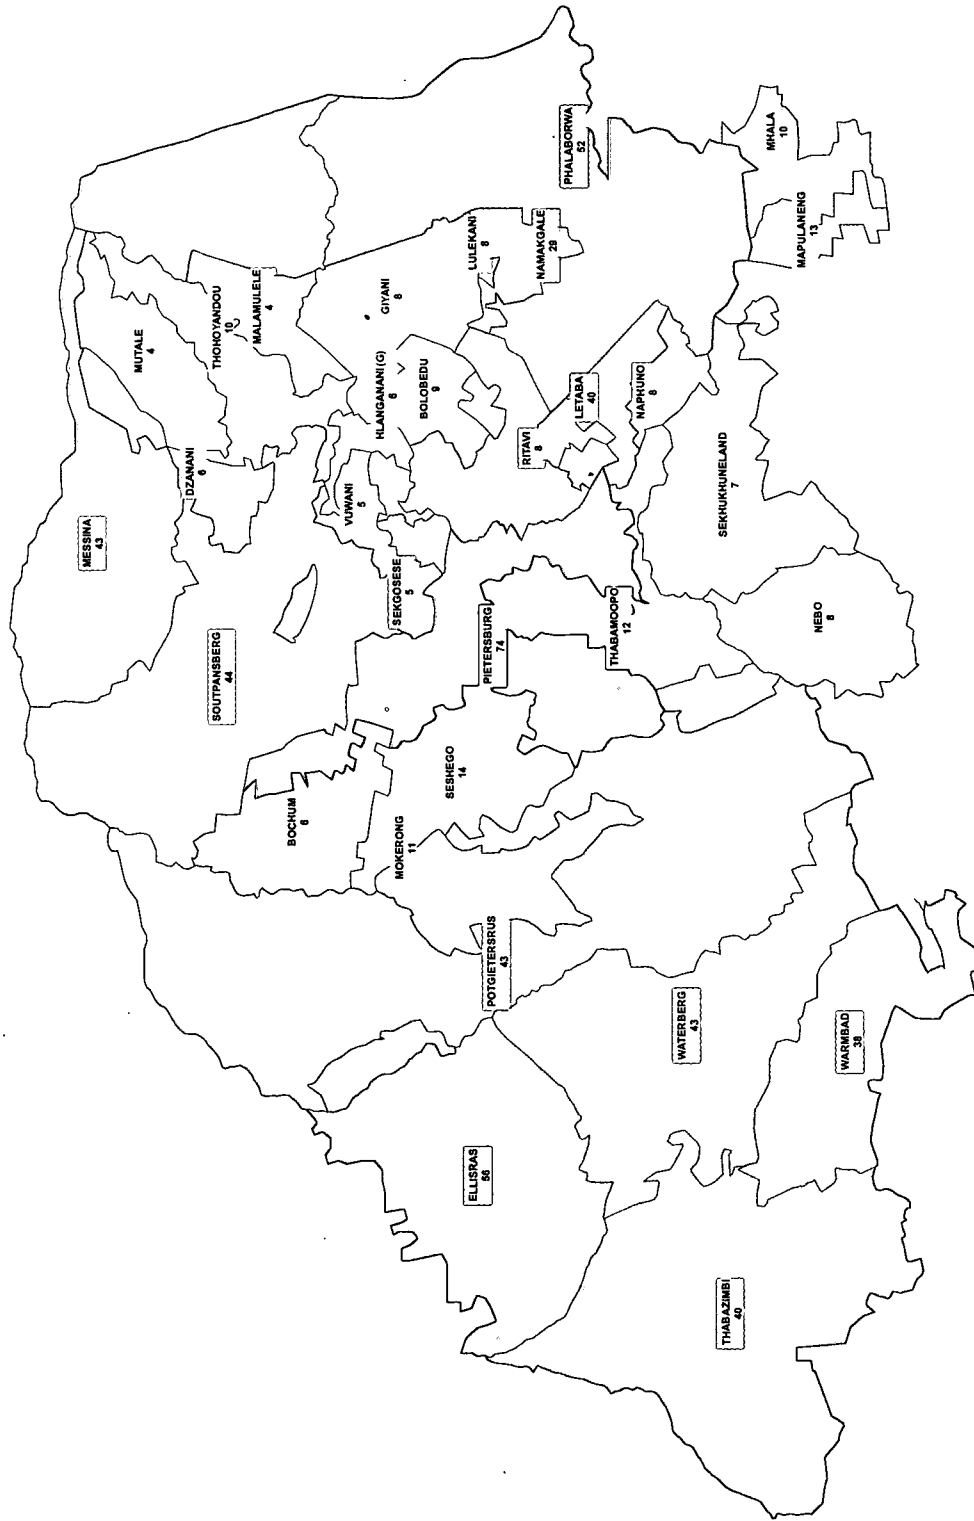 MESSINA
43
MUTALE
4
DZANANI
6
THOHOYANDOU
10
MALAMULELE
4
SOUTPANSBERG
44
BOCHUM
6
VUWANI
5
HLANGANANI (G)
6
GIYANI
8
SEKGOSESE
5
BOLOBEDU
9
LULEKANI
8
NAMAKGALE
29
PHALABORWA
52
MOKERONG
11
SESHEGO
14
PIETERSBURG
74
RITAVI
8
LETABA
40
NAPHUNO
8
POTGIETERSRUS
43
THABAMOOPO
12
ELLISRAS
56
SEKHUKHUNELAND
7
MHALA
10
MAPULANENG
13
WATERBERG
43
NEBO
THABAZIMBI
40
WARMBAD
38